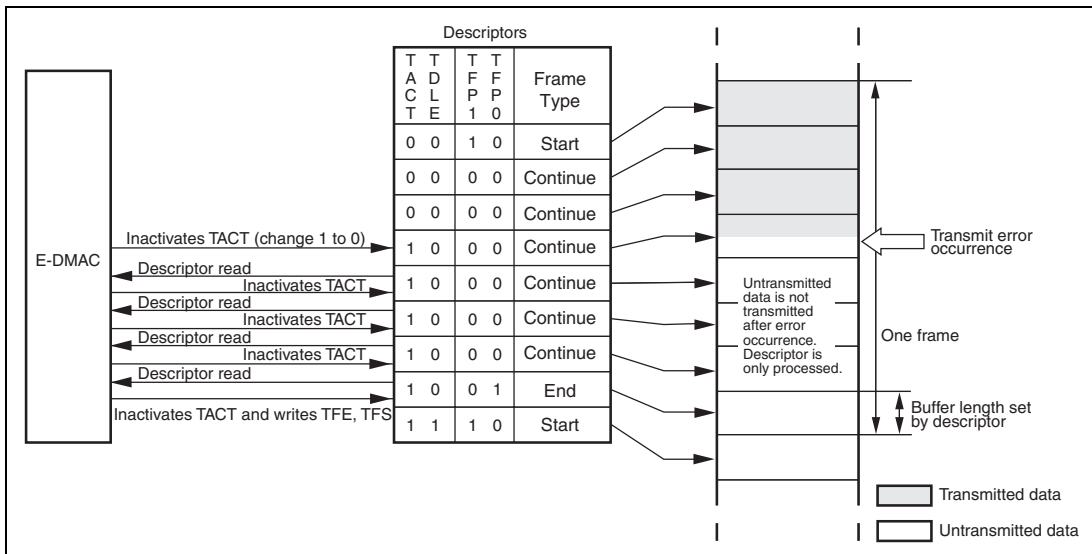 Descriptors
TACT TDLE TFP1 TFP0 Frame Type
0 0 1 0 Start
0 0 0 0 Continue
0 0 0 0 Continue
1 0 0 0 Continue
1 0 0 0 Continue
1 0 0 0 Continue
1 0 0 0 Continue
1 0 0 1 End
1 1 1 0 Start
E-DMAC
Inactivates TACT (change 1 to 0)
Descriptor read
Inactivates TACT
Descriptor read
Inactivates TACT
Descriptor read
Inactivates TACT
Descriptor read
Inactivates TACT and writes TFE, TFS
Untransmitted
data is not
transmitted
after error
occurrence.
Descriptor is
only processed.
Transmit error
occurrence
One frame
Buffer length set
by descriptor
Transmitted data
Untransmitted data